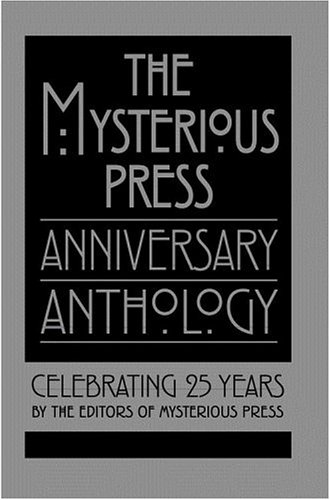 THE
MYSTERIOUS
PRESS
ANNIVERSARY
ANTHOLOGY
CELEBRATING 25 YEARS
BY THE EDITORS OF MYSTERIOUS PRESS